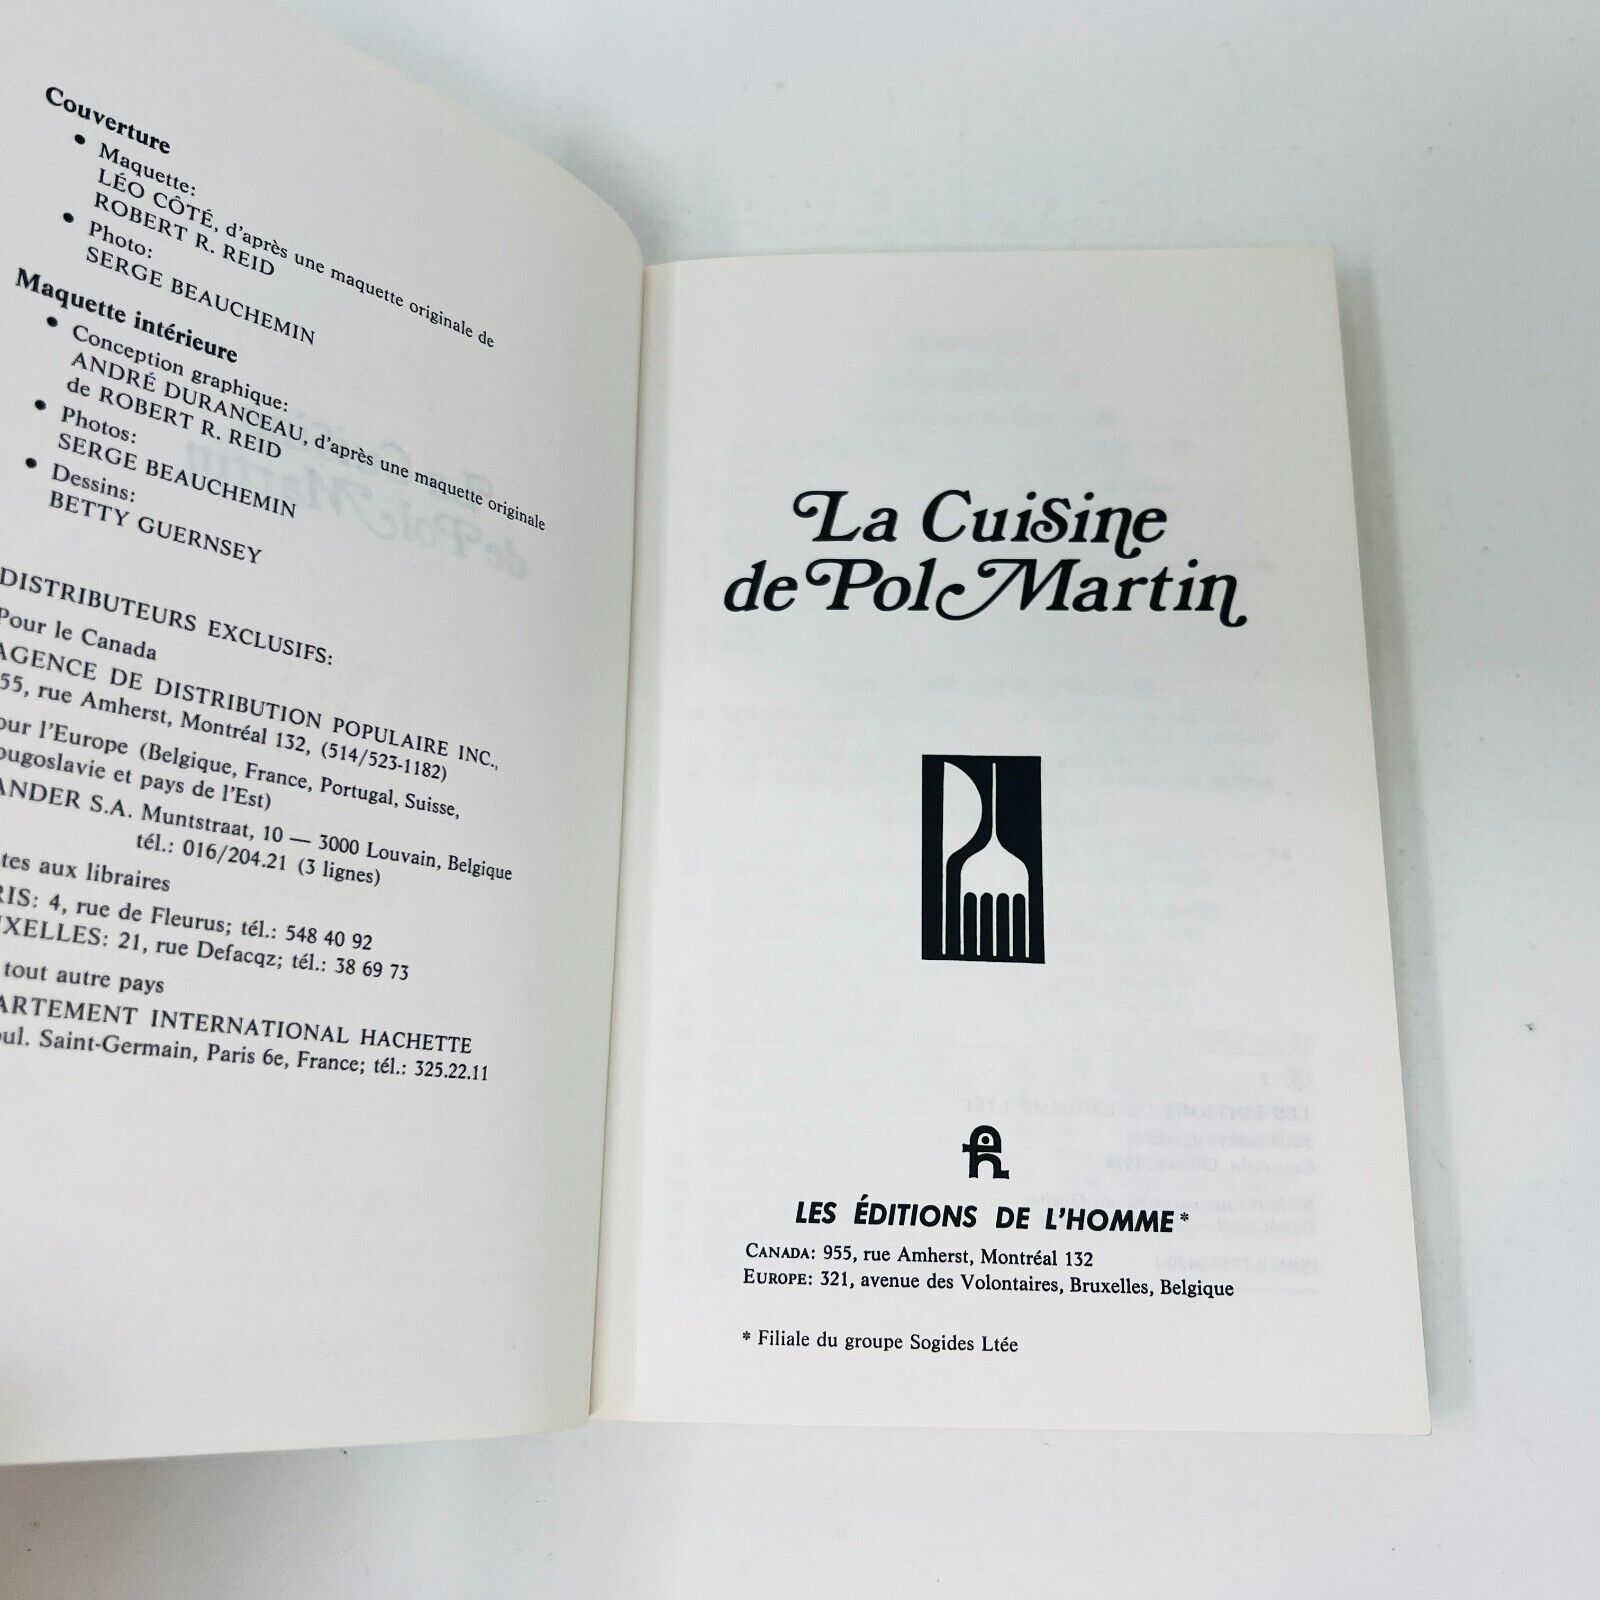 Couverture
• Maquette:
LÉO CÔTÉ, d'après une maquette originale de
ROBERT R. REID
• Photo:
SERGE BEAUCHEMIN
Maquette intérieure
• Conception graphique:
ANDRÉ DURANCEAU, d'après une maquette originale
de ROBERT R. REID
• Photos:
SERGE BEAUCHEMIN
• Dessins:
BETTY GUERNSEY
DISTRIBUTEURS EXCLUSIFS:
Pour le Canada
AGENCE DE DISTRIBUTION POPULAIRE INC.,
55, rue Amherst, Montréal 132, (514/523-1182)
our l'Europe (Belgique, France, Portugal, Suisse,
ougoslavie et pays de l'Est)
ANDER S.A. Muntstraat, 10 — 3000 Louvain, Belgique
tél.: 016/204.21 (3 lignes)
tes aux libraires
RIS: 4, rue de Fleurus; tél.: 548 40 92
UXELLES: 21, rue Defacqz; tél.: 38 69 73
tout autre pays
ARTEMENT INTERNATIONAL HACHETTE
oul. Saint-Germain, Paris 6e, France; tél.: 325.22.11
La Cuisine
de Pol Martin
LES ÉDITIONS DE L'HOMME*
CANADA: 955, rue Amherst, Montréal 132
EUROPE: 321, avenue des Volontaires, Bruxelles, Belgique
* Filiale du groupe Sogides Ltée